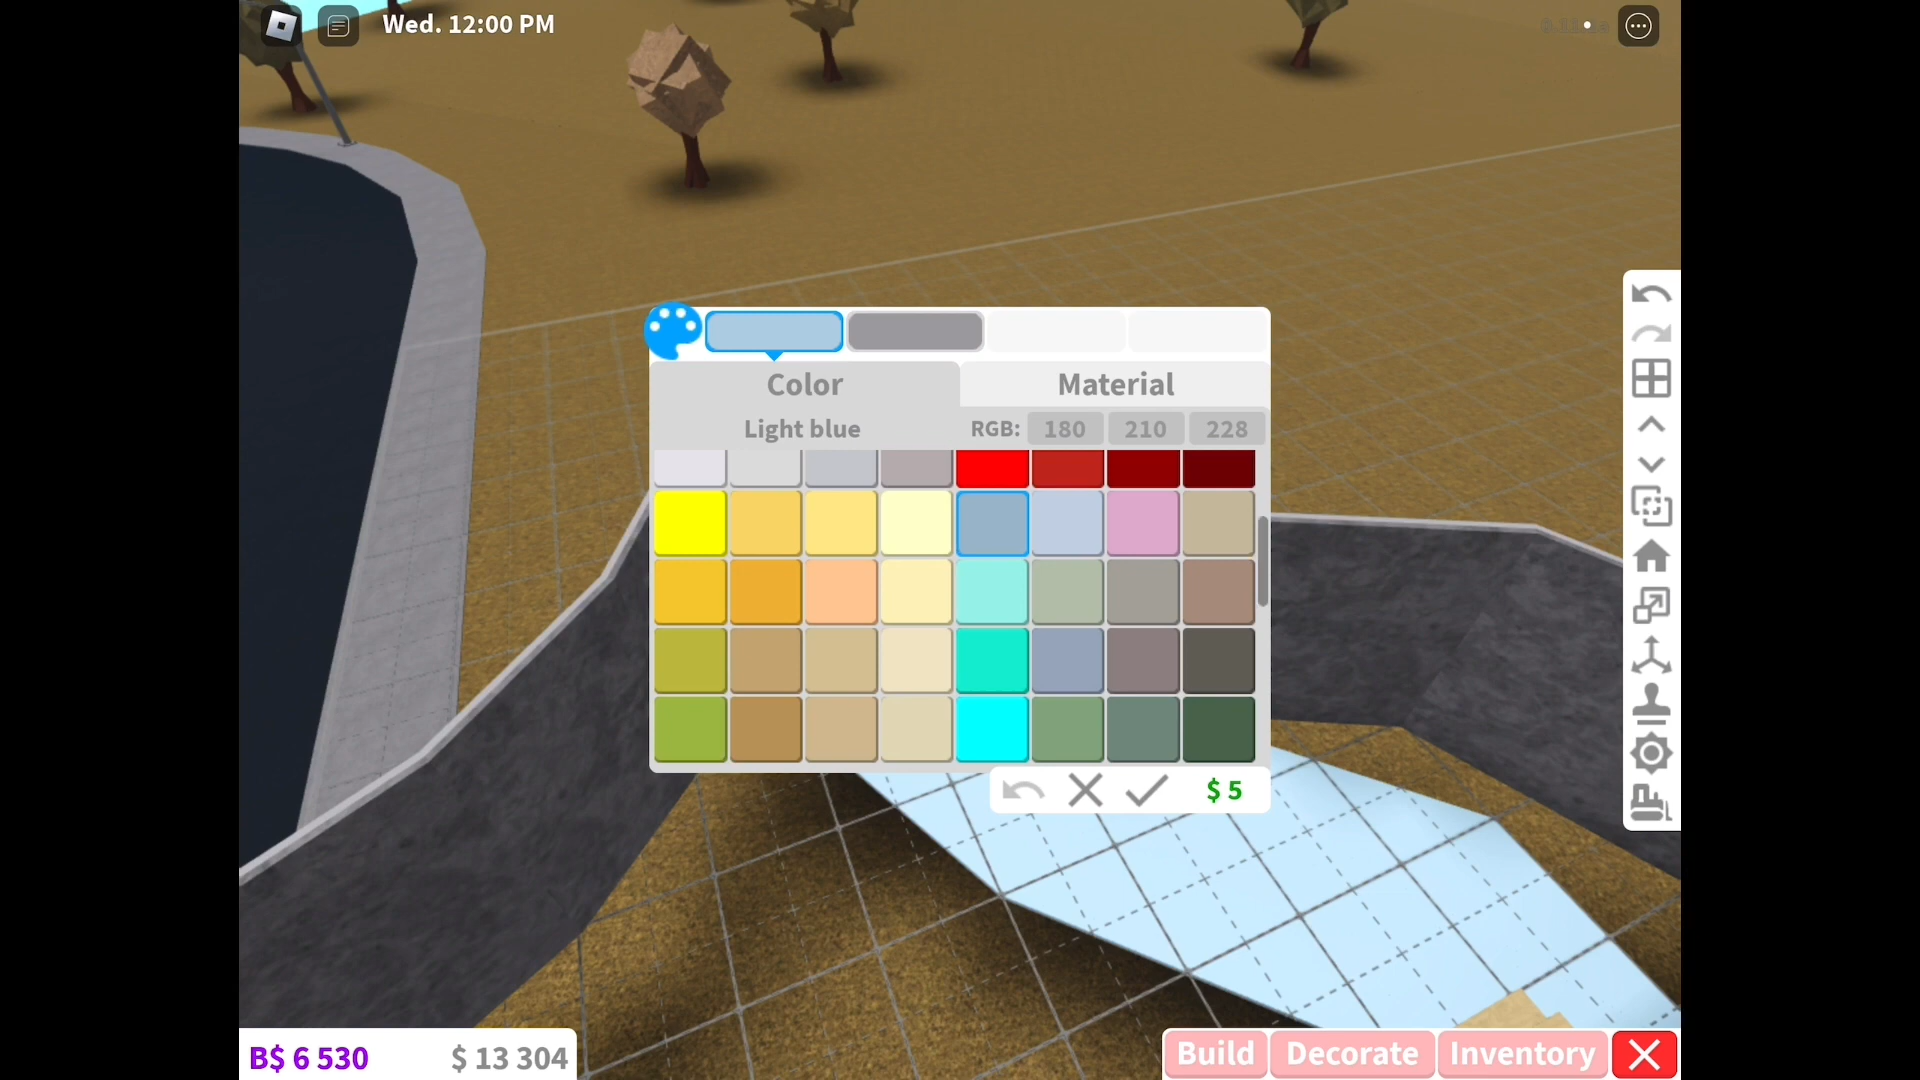 Wed. 12:00 PM
Color
Material
Light blue
RGB: 180 210 228
$ 5
B$ 6 530
$ 13 304
Build
Decorate
Inventory